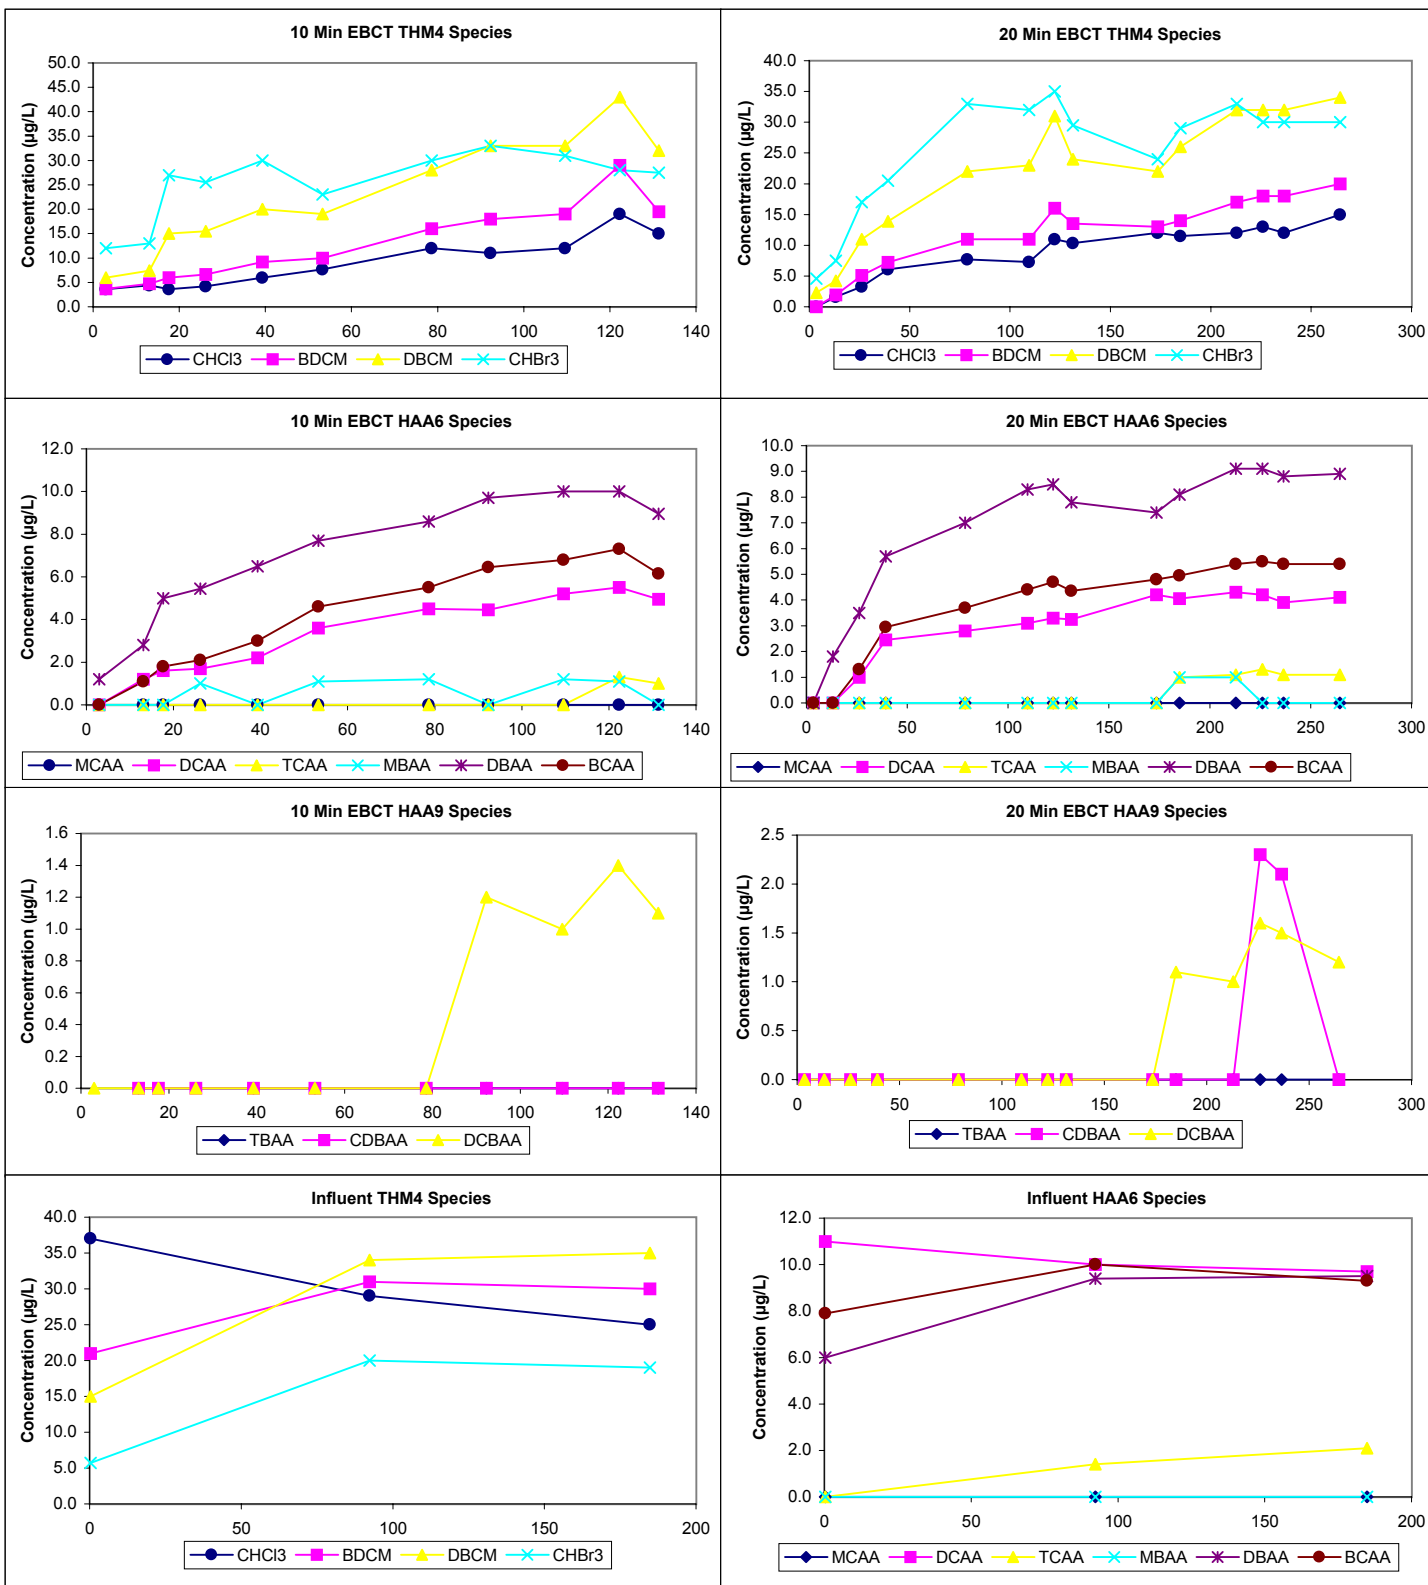 10 Min EBCT THM4 Species
Concentration (µg/L)
50.0
45.0
40.0
35.0
30.0
25.0
20.0
15.0
10.0
5.0
0.0
0 20 40 60 80 100 120 140
CHCl3 BDCM DBCM CHBr3
20 Min EBCT THM4 Species
Concentration (µg/L)
40.0
35.0
30.0
25.0
20.0
15.0
10.0
5.0
0.0
0 50 100 150 200 250 300
CHCl3 BDCM DBCM CHBr3
10 Min EBCT HAA6 Species
Concentration (µg/L)
12.0
10.0
8.0
6.0
4.0
2.0
0.0
0 20 40 60 80 100 120 140
MCAA DCAA TCAA MBAA DBAA BCAA
20 Min EBCT HAA6 Species
Concentration (µg/L)
10.0
9.0
8.0
7.0
6.0
5.0
4.0
3.0
2.0
1.0
0.0
0 50 100 150 200 250 300
MCAA DCAA TCAA MBAA DBAA BCAA
10 Min EBCT HAA9 Species
Concentration (µg/L)
1.6
1.4
1.2
1.0
0.8
0.6
0.4
0.2
0.0
0 20 40 60 80 100 120 140
TBAA CDBAA DCBAA
20 Min EBCT HAA9 Species
Concentration (µg/L)
2.5
2.0
1.5
1.0
0.5
0.0
0 50 100 150 200 250 300
TBAA CDBAA DCBAA
Influent THM4 Species
Concentration (µg/L)
40.0
35.0
30.0
25.0
20.0
15.0
10.0
5.0
0.0
0 50 100 150 200
CHCl3 BDCM DBCM CHBr3
Influent HAA6 Species
Concentration (µg/L)
12.0
10.0
8.0
6.0
4.0
2.0
0.0
0 50 100 150 200
MCAA DCAA TCAA MBAA DBAA BCAA